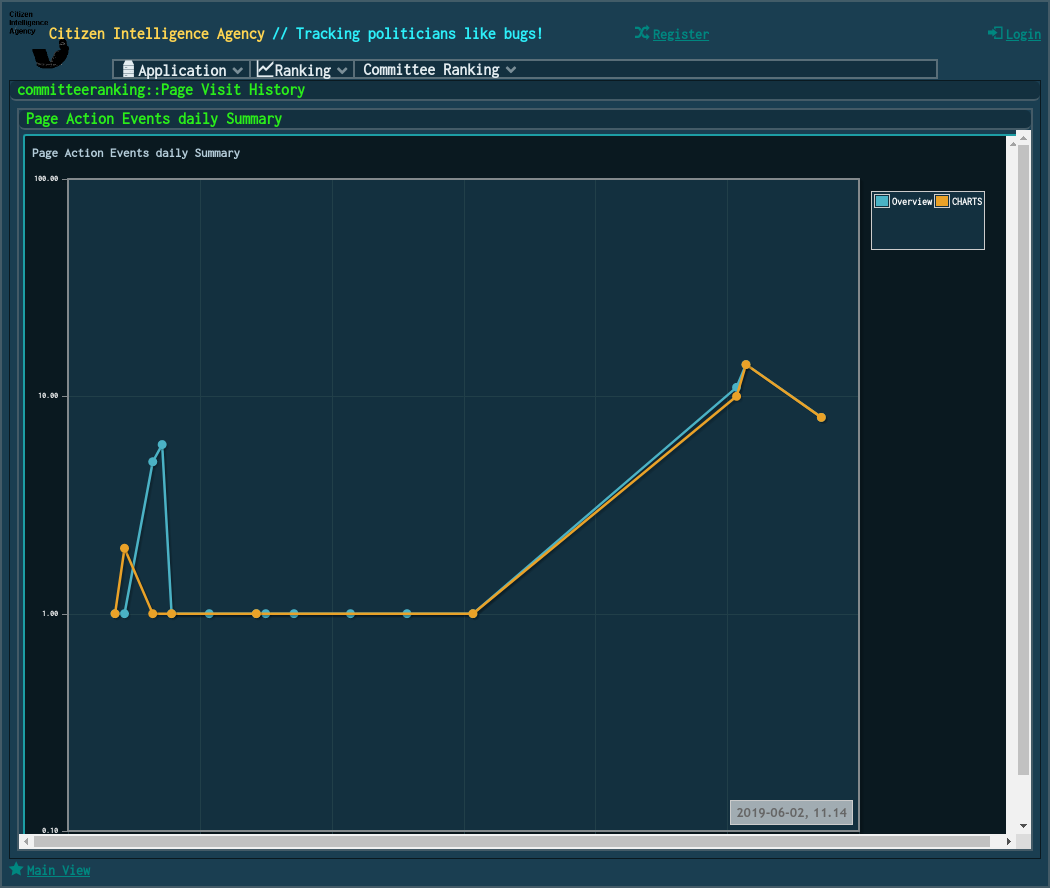 Citizen
Intelligence
Agency
Citizen Intelligence Agency // Tracking politicians like bugs!
Register
Login
Application
Ranking
Committee Ranking
committeeranking::Page Visit History
Page Action Events daily Summary
Page Action Events daily Summary
100.00
Overview CHARTS
10.00
1.00
0.10
2019-06-02, 11.14
Main View